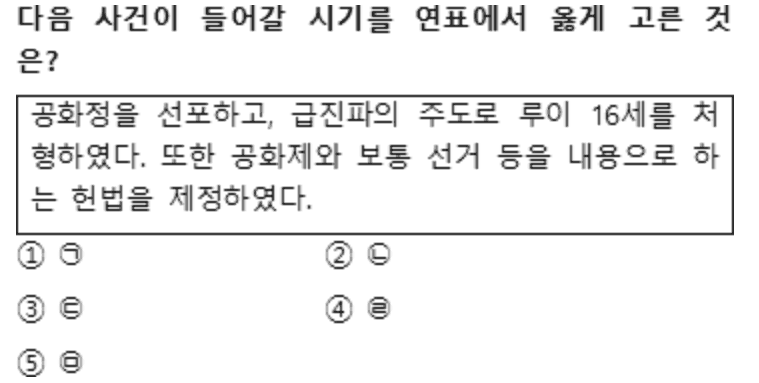 다음 사건이 들어갈 시기를 연표에서 옳게 고른 것
은?
공화정을 선포하고, 급진파의 주도로 루이 16세를 처
형하였다. 또한 공화제와 보통 선거 등을 내용으로 하
는 헌법을 제정하였다.
① ㉠ ② ㉡
③ ㉢ ④ ㉣
⑤ ㉤